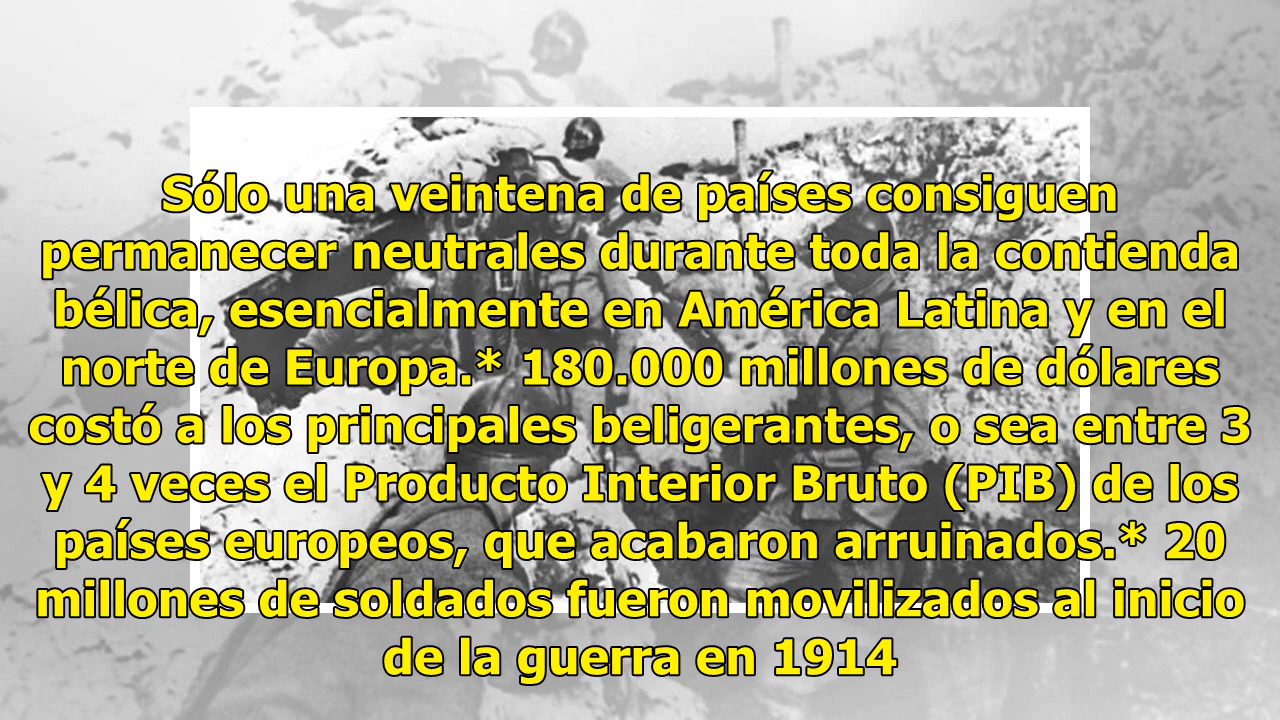 Sólo una veintena de países consiguen
permanecer neutrales durante toda la contienda
bélica, esencialmente en América Latina y en el
norte de Europa.* 180.000 millones de dólares
costó a los principales beligerantes, o sea entre 3
y 4 veces el Producto Interior Bruto (PIB) de los
países europeos, que acabaron arruinados.* 20
millones de soldados fueron movilizados al inicio
de la guerra en 1914